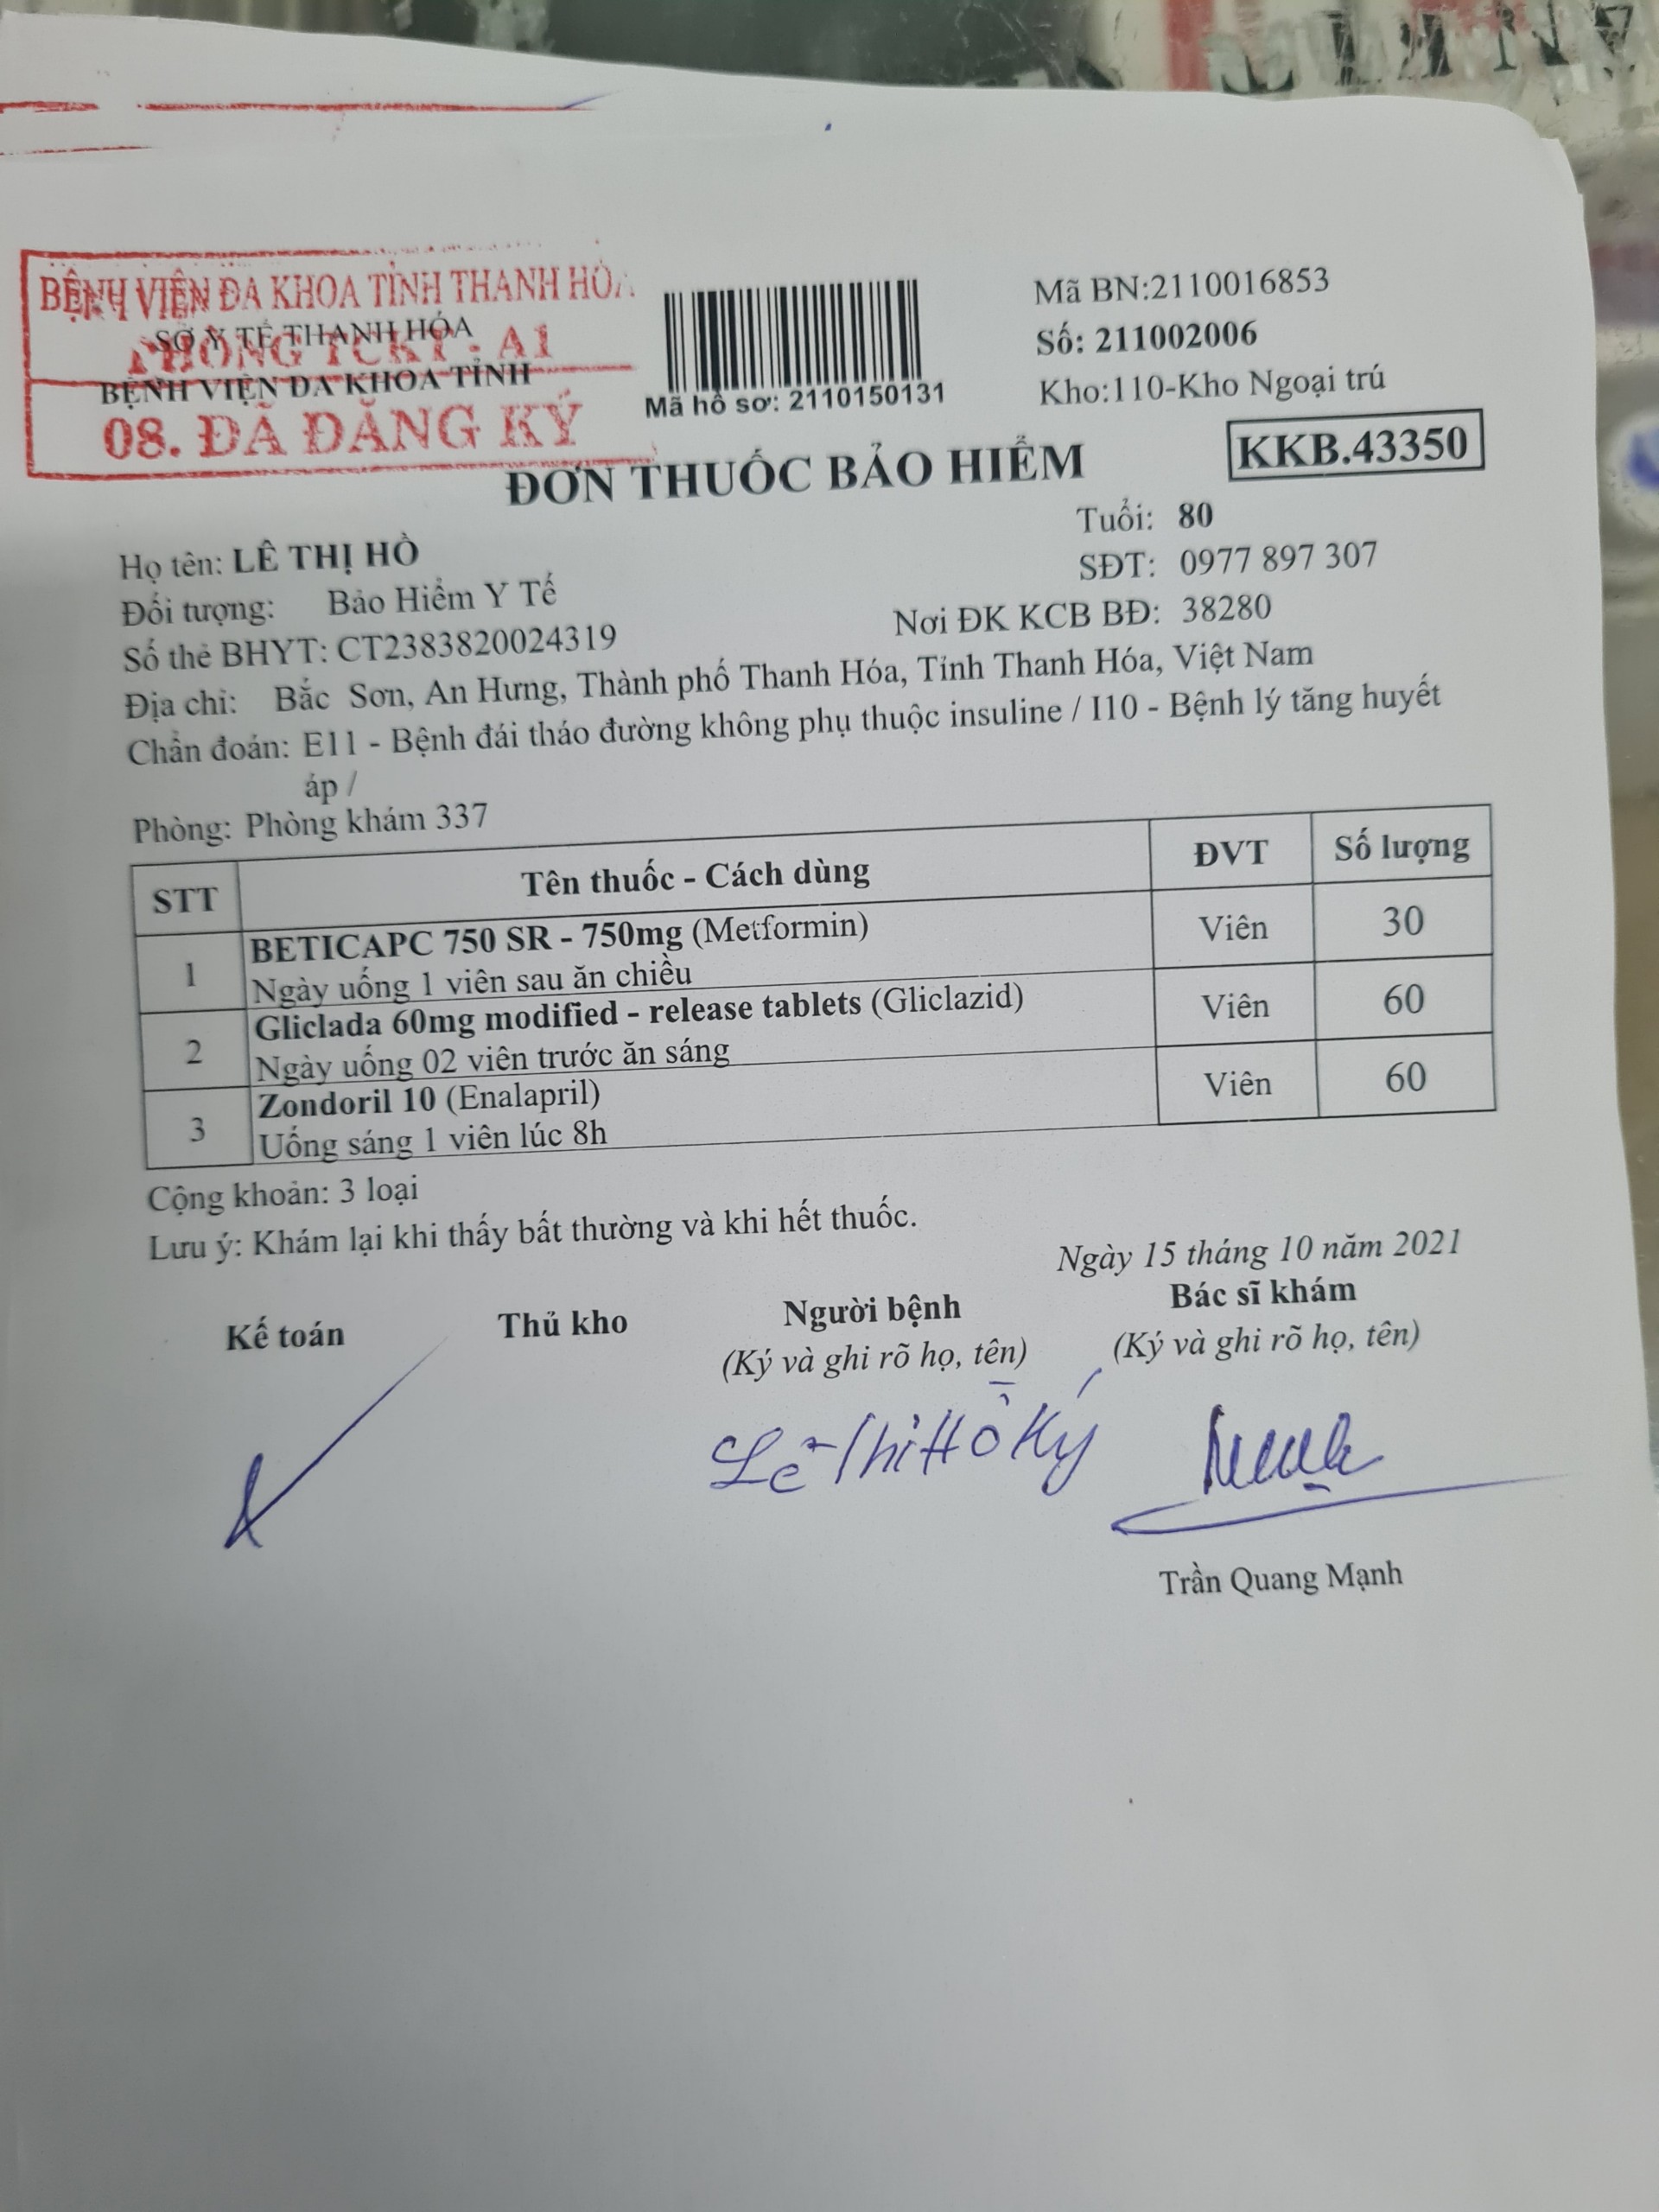 BỆNH VIỆN ĐA KHOA TỈNH THANH HÓA
SỞ Y TẾ THANH HÓA
PHÒNG TCKT - A1
BỆNH VIỆN ĐA KHOA TỈNH
08. ĐÃ ĐĂNG KÝ
Mã hồ sơ: 2110150131
Mã BN:2110016853
Số: 211002006
Kho:110-Kho Ngoại trú
KKB.43350
ĐƠN THUỐC BẢO HIỂM
Họ tên: LÊ THỊ HỒ Tuổi: 80
Đối tượng: Bảo Hiểm Y Tế SĐT: 0977 897 307
Số thẻ BHYT: CT2383820024319 Nơi ĐK KCB BĐ: 38280
Địa chỉ: Bắc Sơn, An Hưng, Thành phố Thanh Hóa, Tỉnh Thanh Hóa, Việt Nam
Chẩn đoán: E11 - Bệnh đái tháo đường không phụ thuộc insuline / I10 - Bệnh lý tăng huyết
áp /
Phòng: Phòng khám 337
STT Tên thuốc - Cách dùng ĐVT Số lượng
1 BETICAPC 750 SR - 750mg (Metformin) Viên 30
Ngày uống 1 viên sau ăn chiều
2 Gliclada 60mg modified - release tablets (Gliclazid) Viên 60
Ngày uống 02 viên trước ăn sáng
3 Zondoril 10 (Enalapril) Viên 60
Uống sáng 1 viên lúc 8h
Cộng khoản: 3 loại
Lưu ý: Khám lại khi thấy bất thường và khi hết thuốc.
Ngày 15 tháng 10 năm 2021
Kế toán Thủ kho Người bệnh Bác sĩ khám
(Ký và ghi rõ họ, tên) (Ký và ghi rõ họ, tên)
Lê Thị Hồ Ký
Trần Quang Mạnh